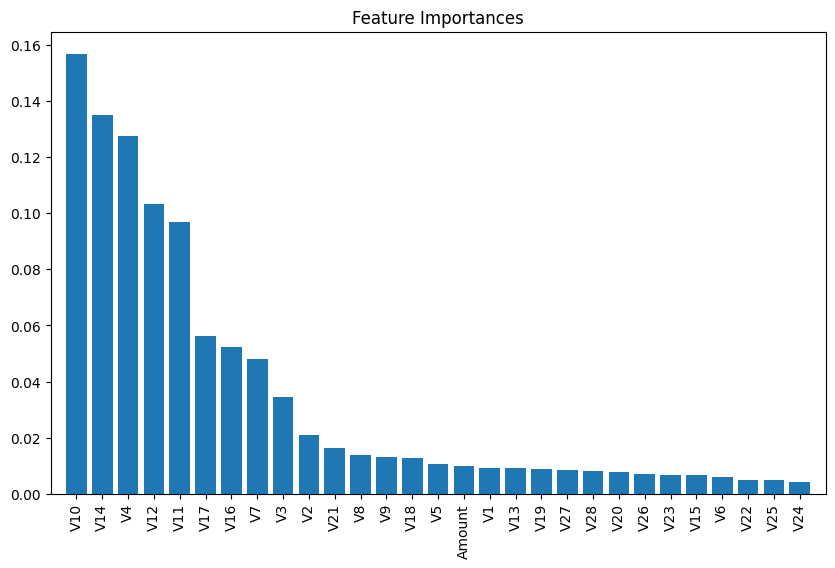 Feature Importances
0.16
0.14
0.12
0.10
0.08
0.06
0.04
0.02
0.00
V10
V14
V4
V12
V11
V17
V16
V7
V3
V2
V21
V8
V9
V18
V5
Amount
V1
V13
V19
V27
V28
V20
V26
V23
V15
V6
V22
V25
V24